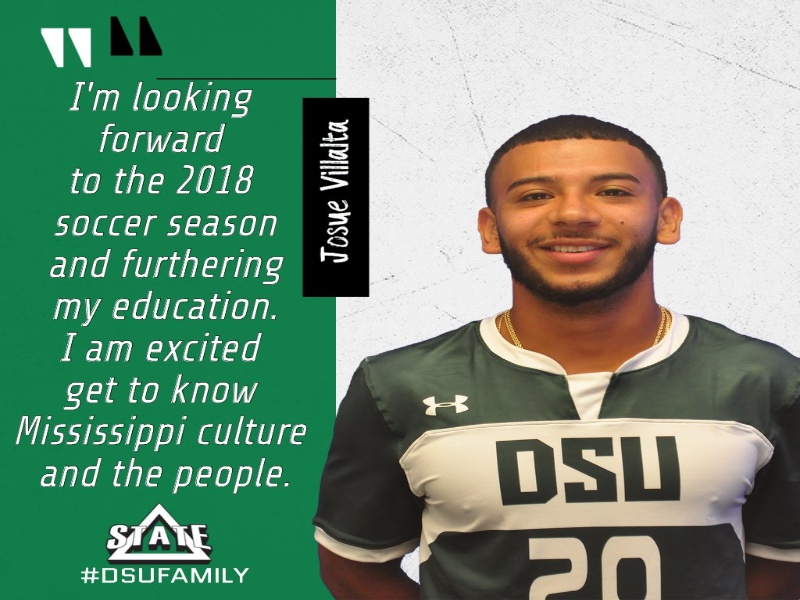 I'm looking
forward
to the 2018
soccer season
and furthering
my education.
I am excited
get to know
Mississippi culture
and the people.
STATE
#DSUFAMILY
Josue Villalta
DSU
20